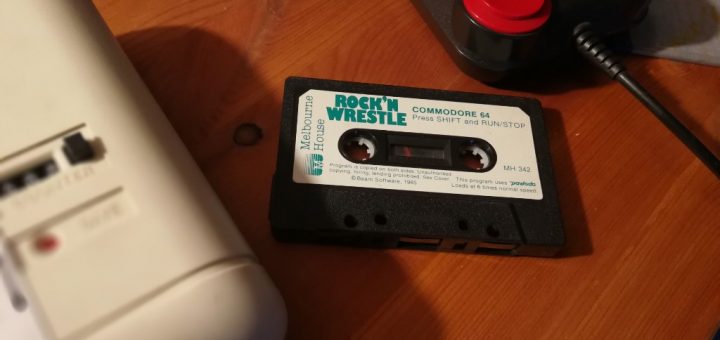 Melbourne
House
ROCK'N
WRESTLE
COMMODORE 64
Press SHIFT and RUN/STOP
MH 342
Program is copied on both sides. Unauthorised
copying, hiring, lending prohibited. See Cover.
© Beam Software, 1985
This program uses pavloda
Loads at 6 times normal speed.